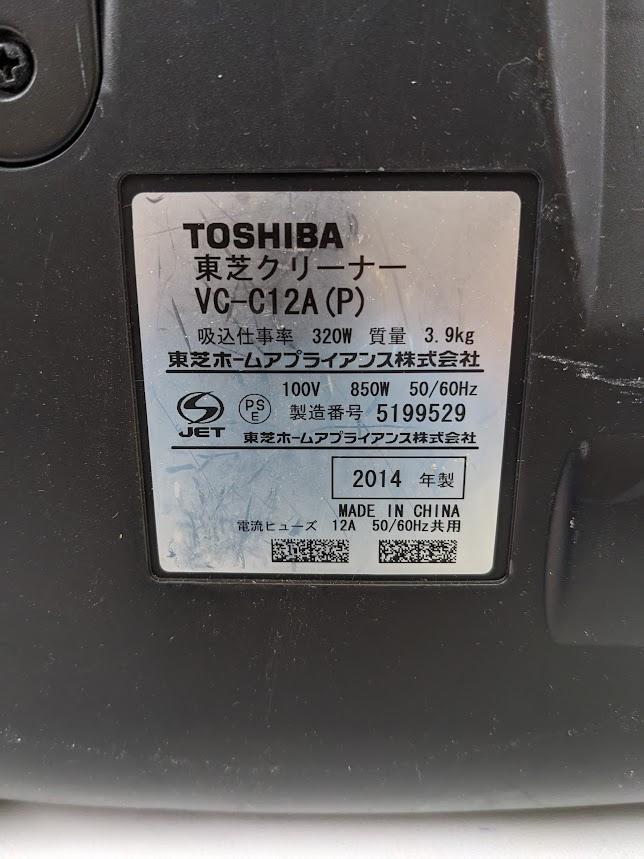 TOSHIBA
東芝クリーナー
VC-C12A(P)
吸込仕事率 320W 質量 3.9kg
東芝ホームアプライアンス株式会社
100V 850W 50/60Hz
JET PS E 製造番号 5199529
東芝ホームアプライアンス株式会社
2014 年製
MADE IN CHINA
電流ヒューズ 12A 50/60Hz共用